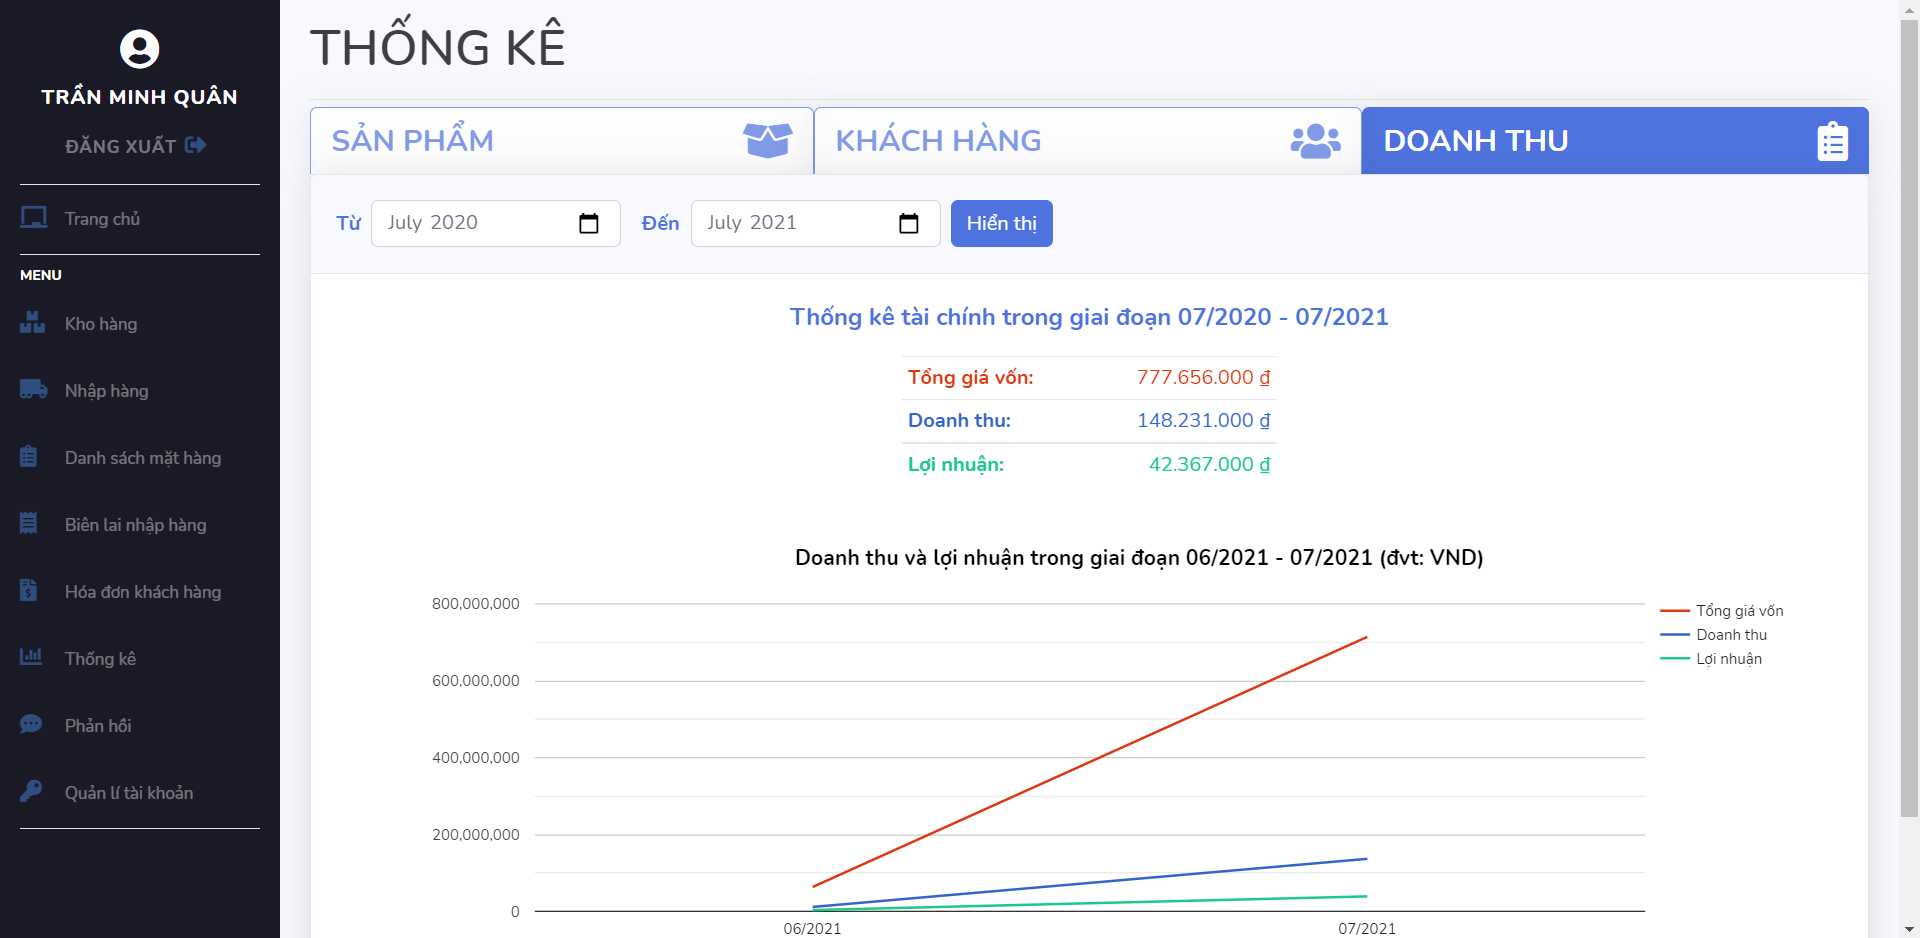 TRẦN MINH QUÂN
ĐĂNG XUẤT
Trang chủ
MENU
Kho hàng
Nhập hàng
Danh sách mặt hàng
Biên lai nhập hàng
Hóa đơn khách hàng
Thống kê
Phản hồi
Quản lí tài khoản
THỐNG KÊ
SẢN PHẨM
KHÁCH HÀNG
DOANH THU
Từ July 2020 Đến July 2021 Hiển thị
Thống kê tài chính trong giai đoạn 07/2020 - 07/2021
Tổng giá vốn: 777.656.000 ₫
Doanh thu: 148.231.000 ₫
Lợi nhuận: 42.367.000 ₫
Doanh thu và lợi nhuận trong giai đoạn 06/2021 - 07/2021 (đvt: VND)
800,000,000
600,000,000
400,000,000
200,000,000
0
06/2021
07/2021
Tổng giá vốn
Doanh thu
Lợi nhuận